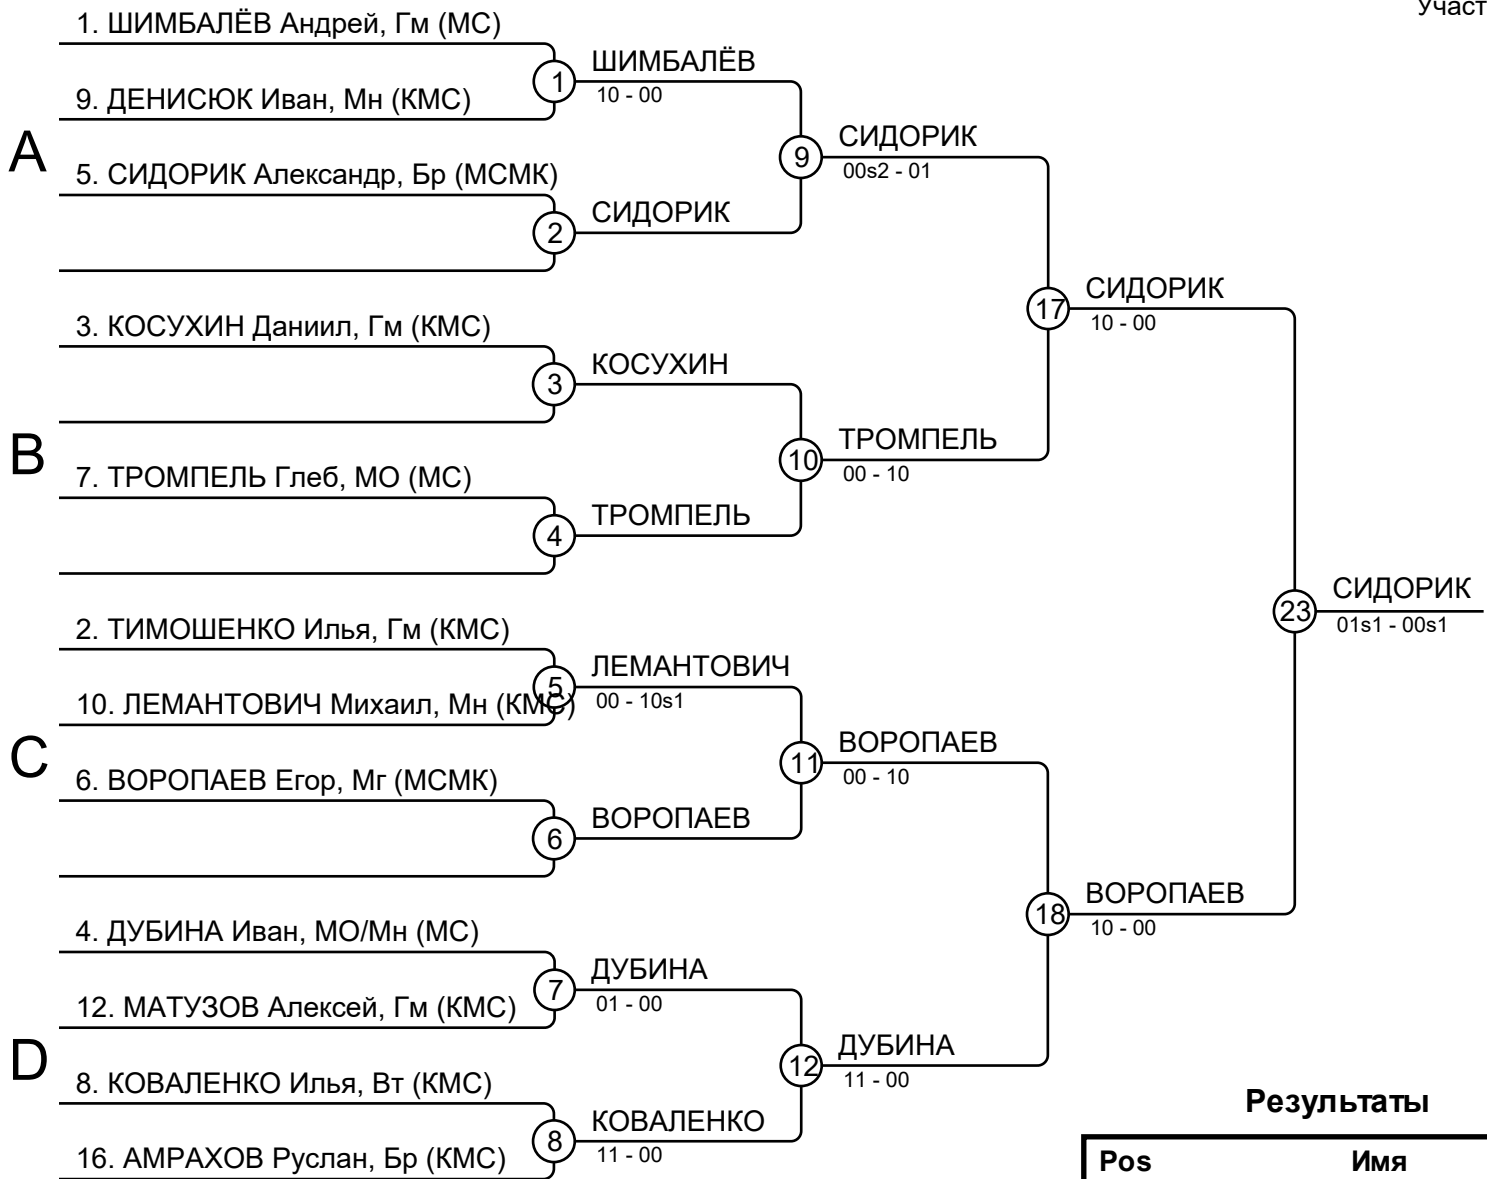 Участ
1. ШИМБАЛЁВ Андрей, Гм (МС)
1
ШИМБАЛЁВ
10 - 00
9. ДЕНИСЮК Иван, Мн (КМС)
A
9
СИДОРИК
00s2 - 01
5. СИДОРИК Александр, Бр (МСМК)
2
СИДОРИК
17
СИДОРИК
10 - 00
3. КОСУХИН Даниил, Гм (КМС)
3
КОСУХИН
B
10
ТРОМПЕЛЬ
00 - 10
7. ТРОМПЕЛЬ Глеб, МО (МС)
4
ТРОМПЕЛЬ
23
СИДОРИК
01s1 - 00s1
2. ТИМОШЕНКО Илья, Гм (КМС)
5
ЛЕМАНТОВИЧ
00 - 10s1
10. ЛЕМАНТОВИЧ Михаил, Мн (КМС)
C
11
ВОРОПАЕВ
00 - 10
6. ВОРОПАЕВ Егор, Мг (МСМК)
6
ВОРОПАЕВ
18
ВОРОПАЕВ
10 - 00
4. ДУБИНА Иван, МО/Мн (МС)
7
ДУБИНА
01 - 00
12. МАТУЗОВ Алексей, Гм (КМС)
D
12
ДУБИНА
11 - 00
8. КОВАЛЕНКО Илья, Вт (КМС)
8
КОВАЛЕНКО
11 - 00
16. АМРАХОВ Руслан, Бр (КМС)
Результаты
Pos Имя